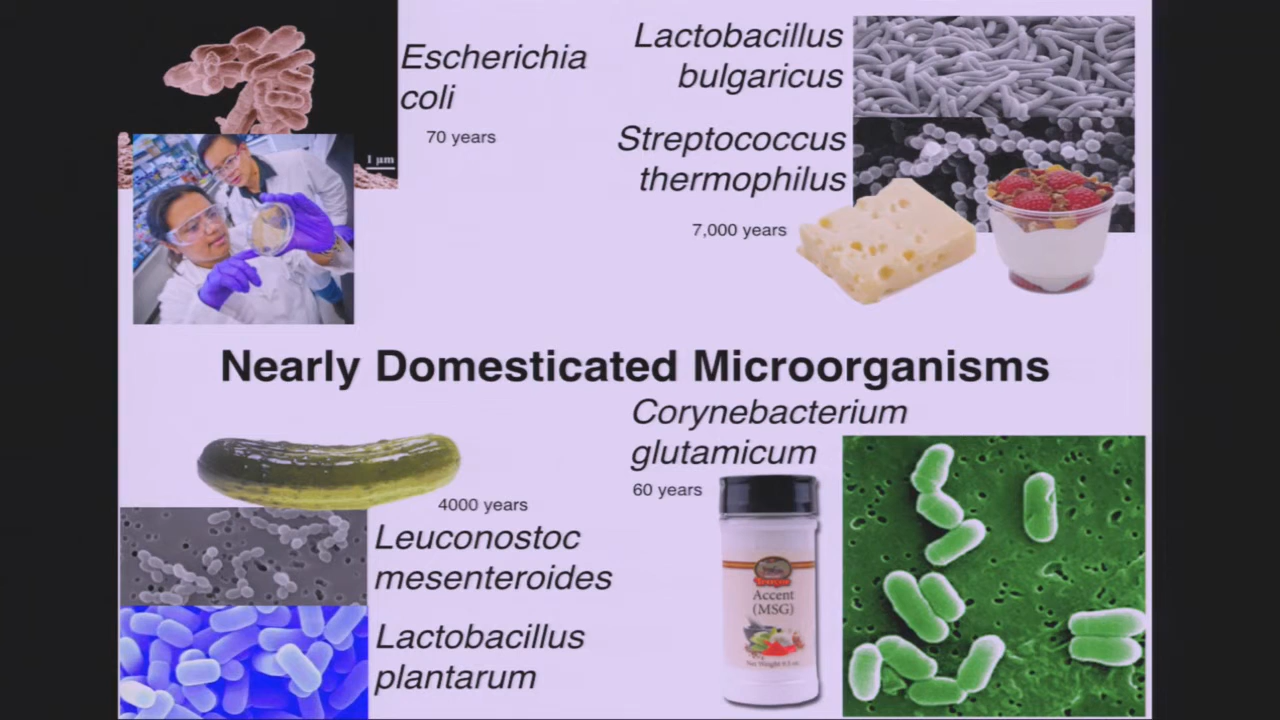 Escherichia
coli
70 years
1 µm
Lactobacillus
bulgaricus
Streptococcus
thermophilus
7,000 years
Nearly Domesticated Microorganisms
4000 years
Leuconostoc
mesenteroides
Lactobacillus
plantarum
Corynebacterium
glutamicum
60 years
Accent
(MSG)